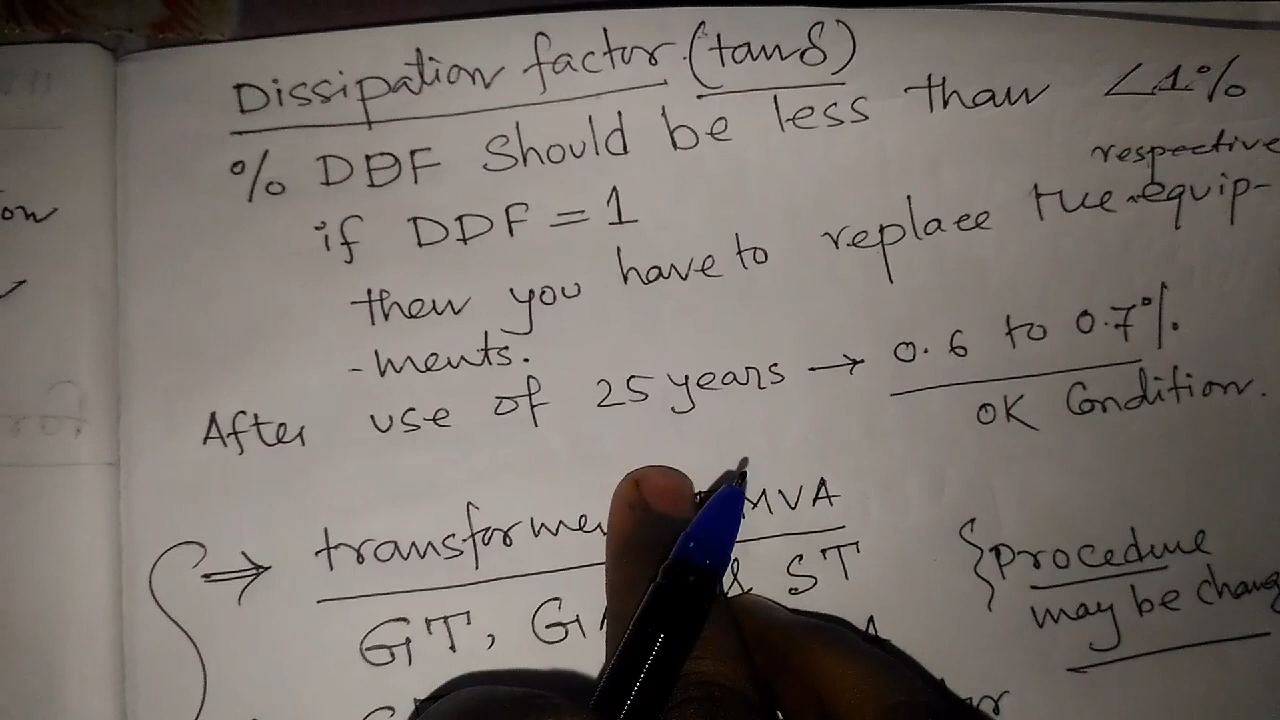 Dissipation factor (tanδ)
% DDF Should be less than <1%
if DDF = 1
then you have to replace the respective equip-
-ments.
After use of 25 years → 0.6 to 0.7%
OK Condition.
⇒ MVA
GT, & ST
{ procedure
may be